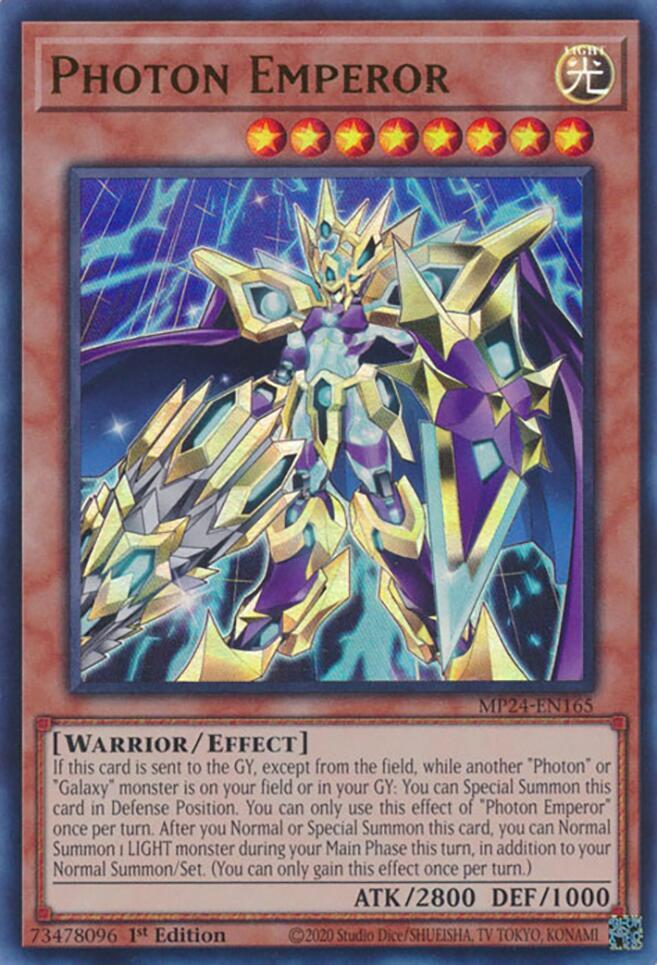 PHOTON EMPEROR
LIGHT
光
MP24-EN165
[WARRIOR/EFFECT]
If this card is sent to the GY, except from the field, while another "Photon" or
"Galaxy" monster is on your field or in your GY: You can Special Summon this
card in Defense Position. You can only use this effect of "Photon Emperor"
once per turn. After you Normal or Special Summon this card, you can Normal
Summon 1 LIGHT monster during your Main Phase this turn, in addition to your
Normal Summon/Set. (You can only gain this effect once per turn.)
ATK/2800 DEF/1000
73478096 1st Edition ©2020 Studio Dice/SHUEISHA, TV TOKYO, KONAMI